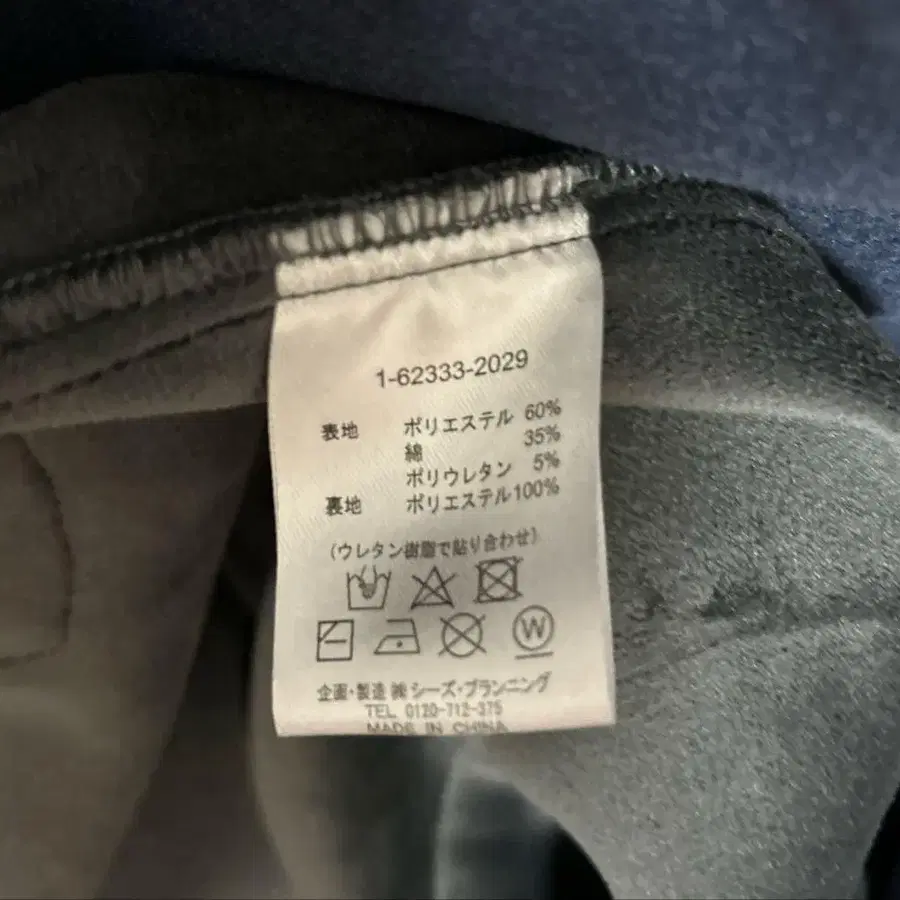 1-62333-2029
表地 ポリエステル 60%
綿 35%
ポリウレタン 5%
裏地 ポリエステル100%
(ウレタン樹脂で貼り合わせ)
W
企画・製造 ㈱シーズ・プランニング
TEL 0120-712-375
MADE IN CHINA